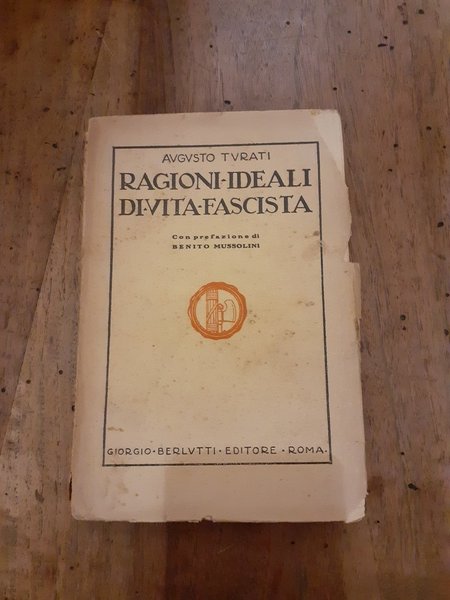 AVGVSTO TVRATI
RAGIONI·IDEALI
DI·VITA·FASCISTA
Con prefazione di
BENITO MUSSOLINI
GIORGIO·BERLVTTI·EDITORE·ROMA·